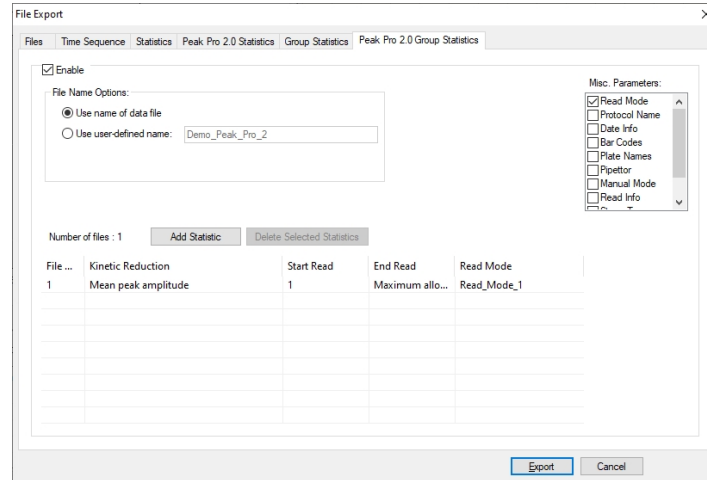 File Export
Files Time Sequence Statistics Peak Pro 2.0 Statistics Group Statistics Peak Pro 2.0 Group Statistics
Enable
File Name Options:
Use name of data file
Use user-defined name: Demo_Peak_Pro_2
Misc. Parameters:
Read Mode
Protocol Name
Date Info
Bar Codes
Plate Names
Pipettor
Manual Mode
Read Info
Number of files : 1 Add Statistic Delete Selected Statistics
File ... Kinetic Reduction Start Read End Read Read Mode
1 Mean peak amplitude 1 Maximum allo... Read_Mode_1
Export Cancel